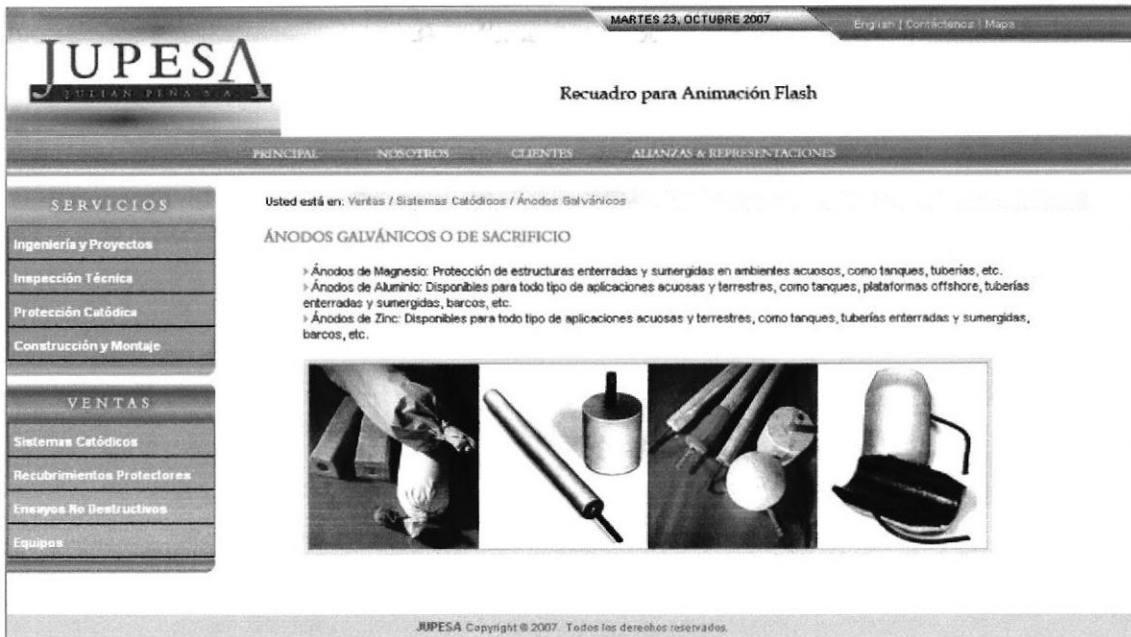 MARTES 23, OCTUBRE 2007
English | Contáctenos | Mapa
JUPESA
JULIAN PEÑA S.A.
Recuadro para Animación Flash
PRINCIPAL NOSOTROS CLIENTES ALIANZAS & REPRESENTACIONES
SERVICIOS
Ingeniería y Proyectos
Inspección Técnica
Protección Catódica
Construcción y Montaje
VENTAS
Sistemas Catódicos
Recubrimientos Protectores
Ensayos No Destructivos
Equipos
Usted está en: Ventas / Sistemas Catódicos / Ánodos Galvánicos
ÁNODOS GALVÁNICOS O DE SACRIFICIO
› Ánodos de Magnesio: Protección de estructuras enterradas y sumergidas en ambientes acuosos, como tanques, tuberías, etc.
› Ánodos de Aluminio: Disponibles para todo tipo de aplicaciones acuosas y terrestres, como tanques, plataformas offshore, tuberías
enterradas y sumergidas, barcos, etc.
› Ánodos de Zinc: Disponibles para todo tipo de aplicaciones acuosas y terrestres, como tanques, tuberías enterradas y sumergidas,
barcos, etc.
JUPESA Copyright © 2007. Todos los derechos reservados.